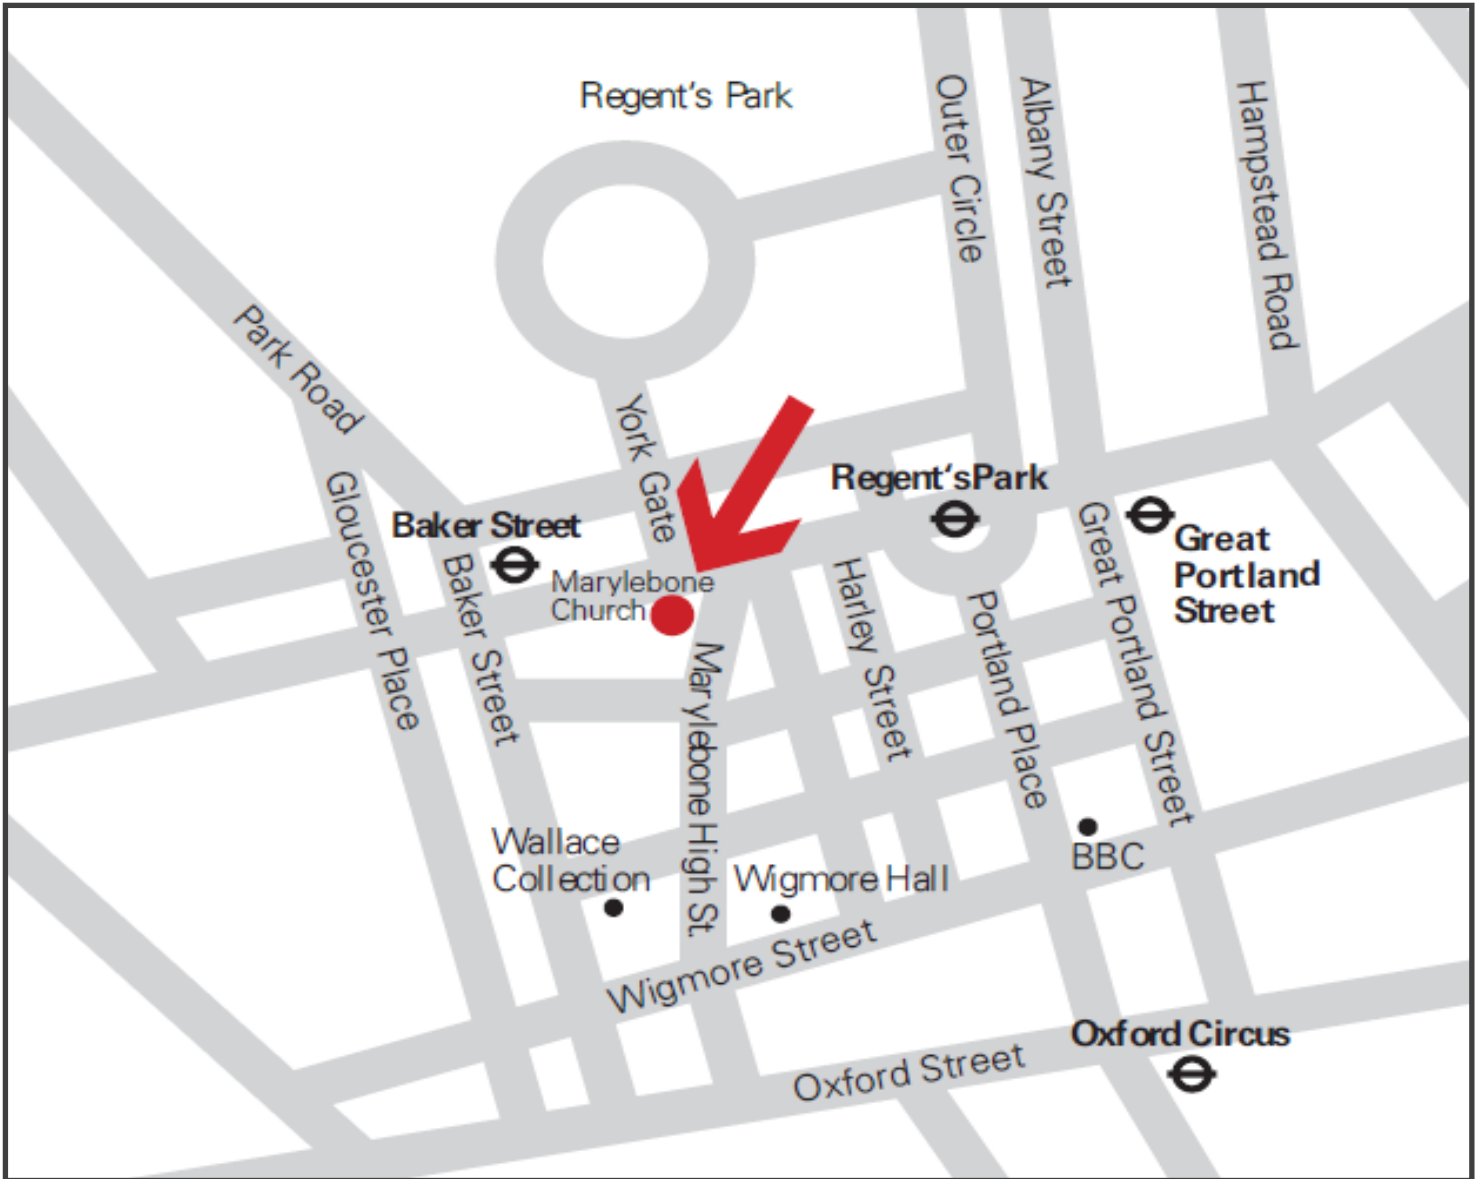 Regent's Park
Outer Circle
Albany Street
Hampstead Road
Park Road
York Gate
Regent'sPark
Gloucester Place
Baker Street
Great Portland Street
Great
Portland
Street
Baker Street
Marylebone
Church
Harley Street
Portland Place
Marylebone High St.
Wallace
Collection
Wigmore Hall
BBC
Wigmore Street
Oxford Circus
Oxford Street